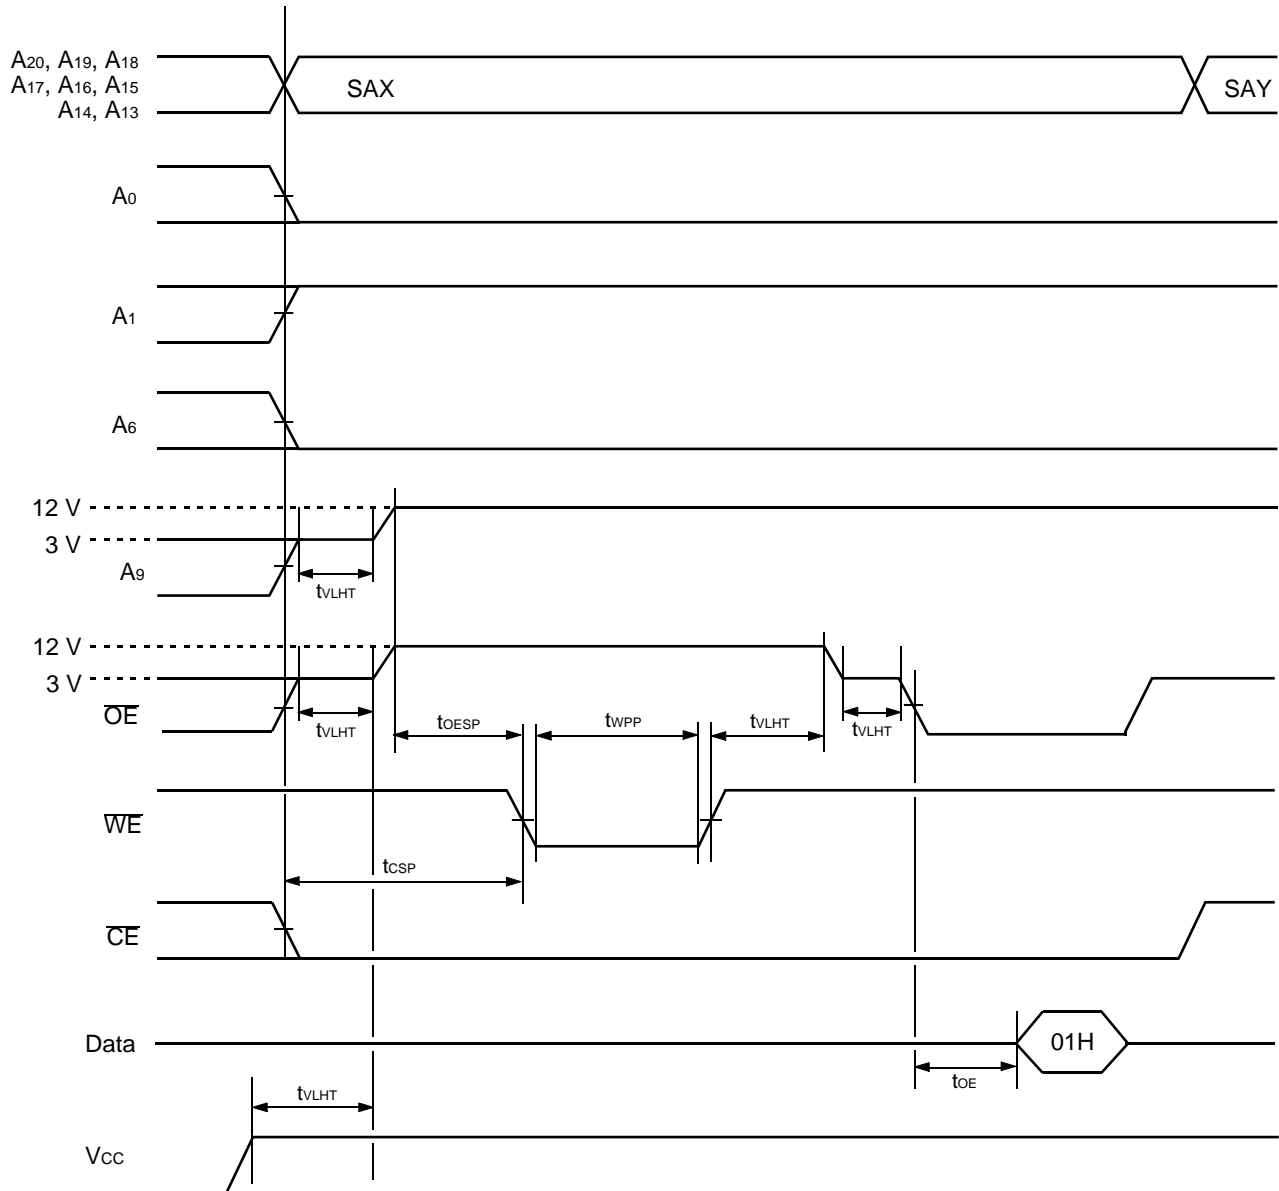 A20, A19, A18
A17, A16, A15
A14, A13
SAX
SAY
A0
A1
A6
12 V
3 V
A9
tVLHT
12 V
3 V
OE
tVLHT
tOESP
tWPP
tVLHT
tVLHT
WE
tCSP
CE
Data
01H
tOE
tVLHT
VCC